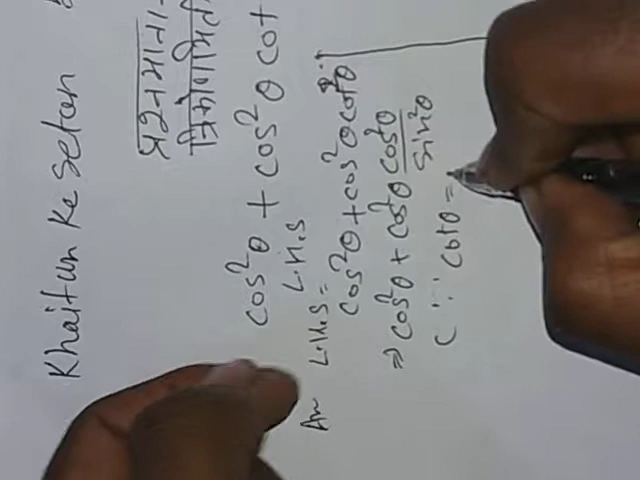 Khaitan Ke Setan
प्रश्नमाला
त्रिकोणमिती
cos²θ + cos²θ cot
L.H.S
An L.H.S =
cos²θ + cos²θ cot²θ
⇒ cos²θ + cos²θ cos²θ / sin²θ
( ∵ cotθ =